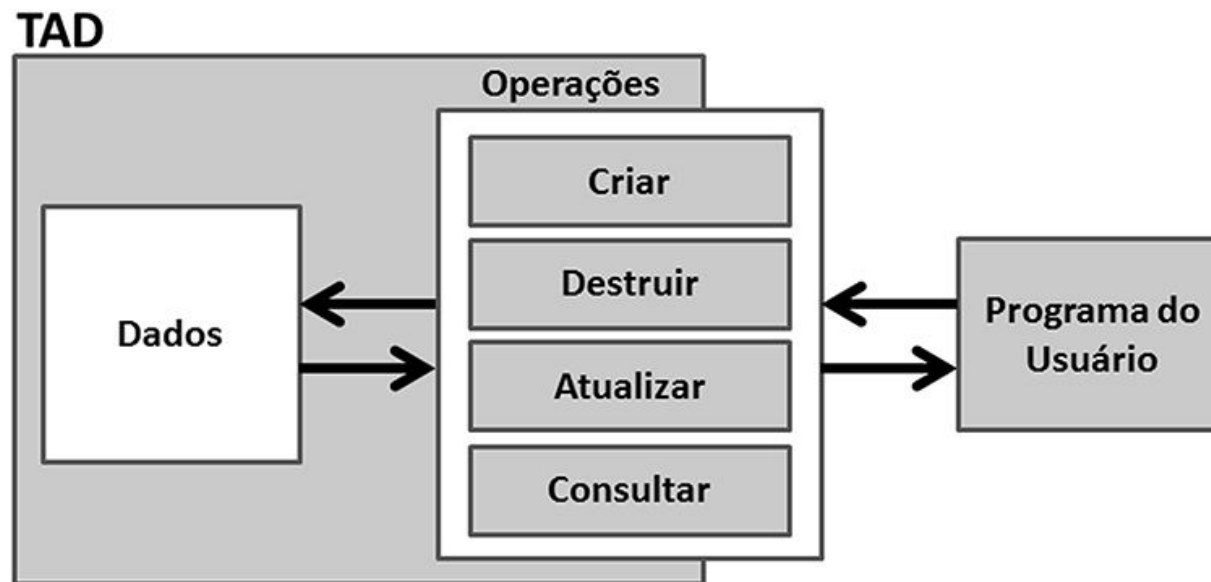 TAD
Operações
Criar
Destruir
Dados
Atualizar
Consultar
Programa do
Usuário